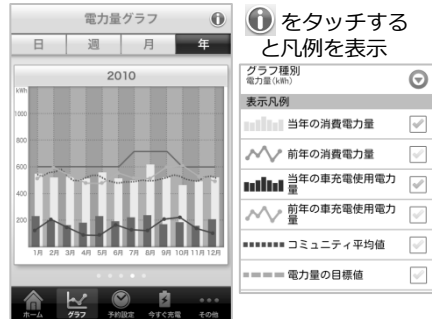 電力量グラフ
日 週 月 年
2010
kWh
1000
800
600
400
200
1月 2月 3月 4月 5月 6月 7月 8月 9月 10月 11月 12月
ホーム グラフ 予約設定 今すぐ充電 その他
i をタッチする
と凡例を表示
グラフ種別
電力量(kWh)
表示凡例
当年の消費電力量
前年の消費電力量
当年の車充電使用電力
量
前年の車充電使用電力
量
コミュニティ平均値
電力量の目標値